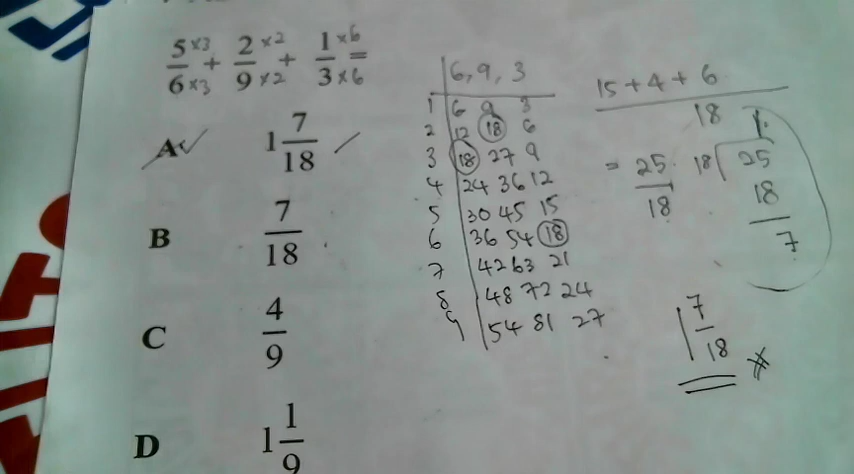 5/6 ×3 ×3 + 2/9 ×2 ×2 + 1/3 ×6 ×6 =
A ✓ 1 7/18 ✓
B 7/18
C 4/9
D 1 1/9
6, 9, 3
1 6 9 3
2 12 18 6
3 18 27 9
4 24 36 12
5 30 45 15
6 36 54 18
7 42 63 21
8 48 72 24
9 54 81 27
15 + 4 + 6
18
= 25/18
1
18 25
18
7
1 7/18 *